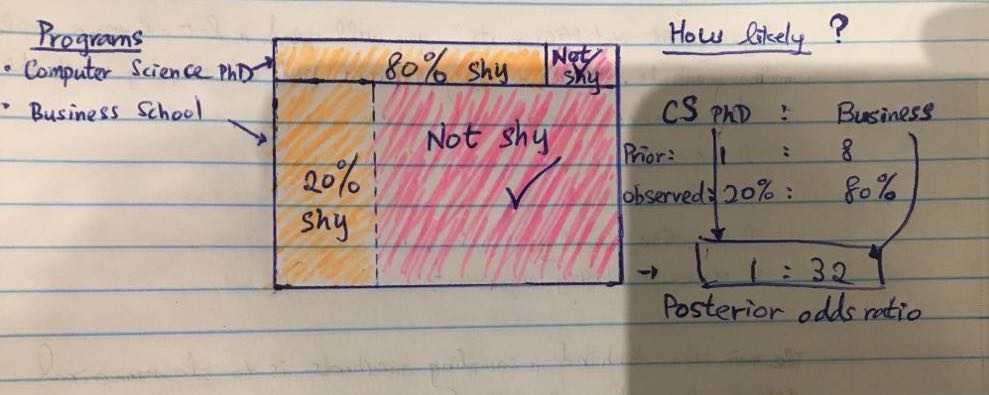 Programs
• Computer Science PhD
• Business School
80% shy
Not shy
Not shy
20% shy
How likely ?
CS PhD : Business
Prior: 1 : 8
observed: 20% : 80%
→ 1 : 32
Posterior odds ratio